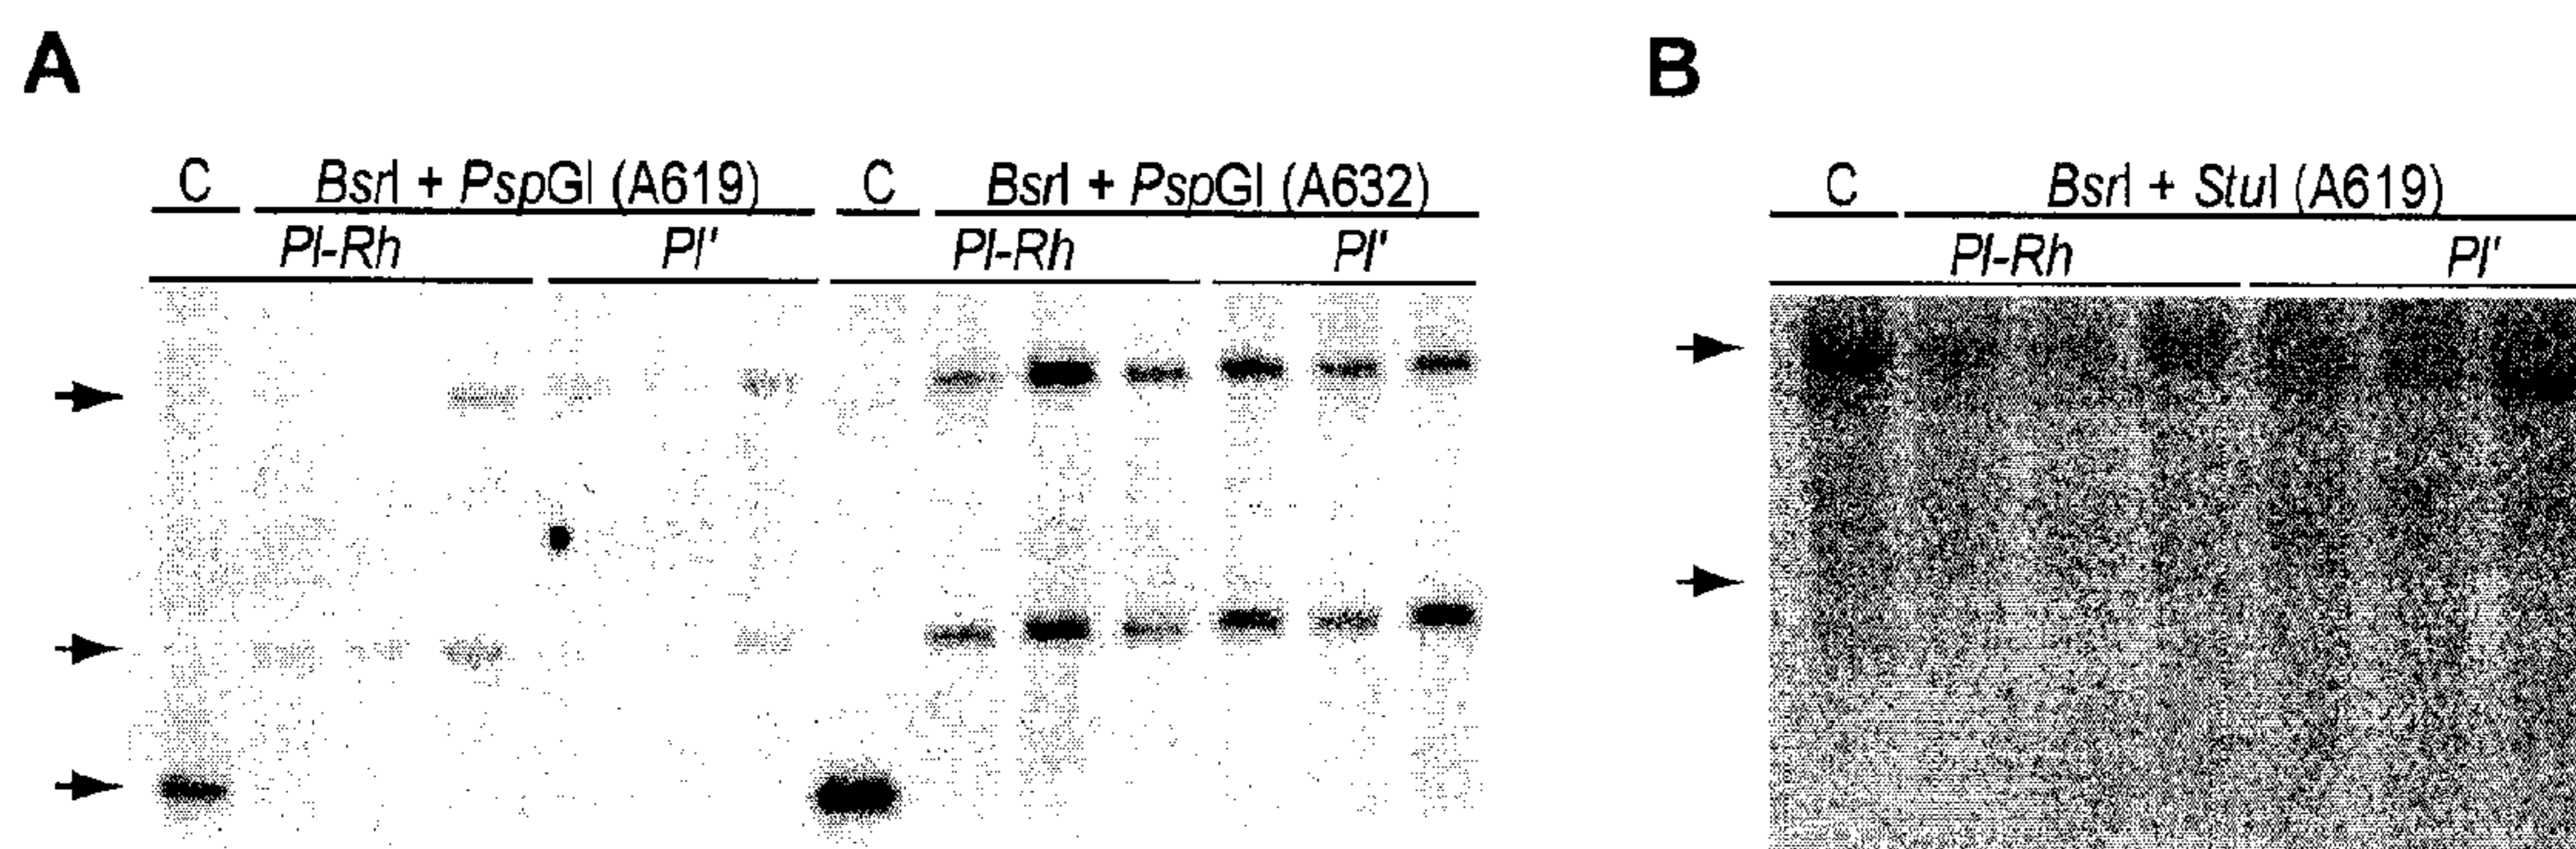 A B
C BsrI + PspGI (A619) C BsrI + PspGI (A632) C BsrI + StuI (A619)
Pl-Rh Pl' Pl-Rh Pl' Pl-Rh Pl'